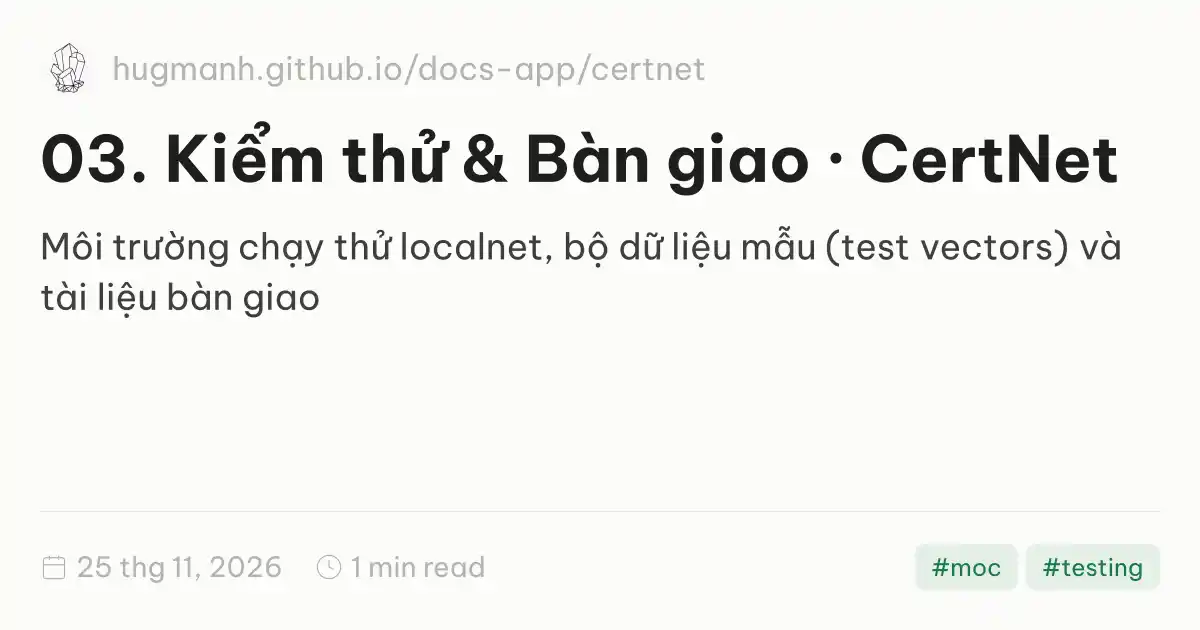 hugmanh.github.io/docs-app/certnet
03. Kiểm thử & Bàn giao · CertNet
Môi trường chạy thử localnet, bộ dữ liệu mẫu (test vectors) và
tài liệu bàn giao
25 thg 11, 2026 1 min read #moc #testing